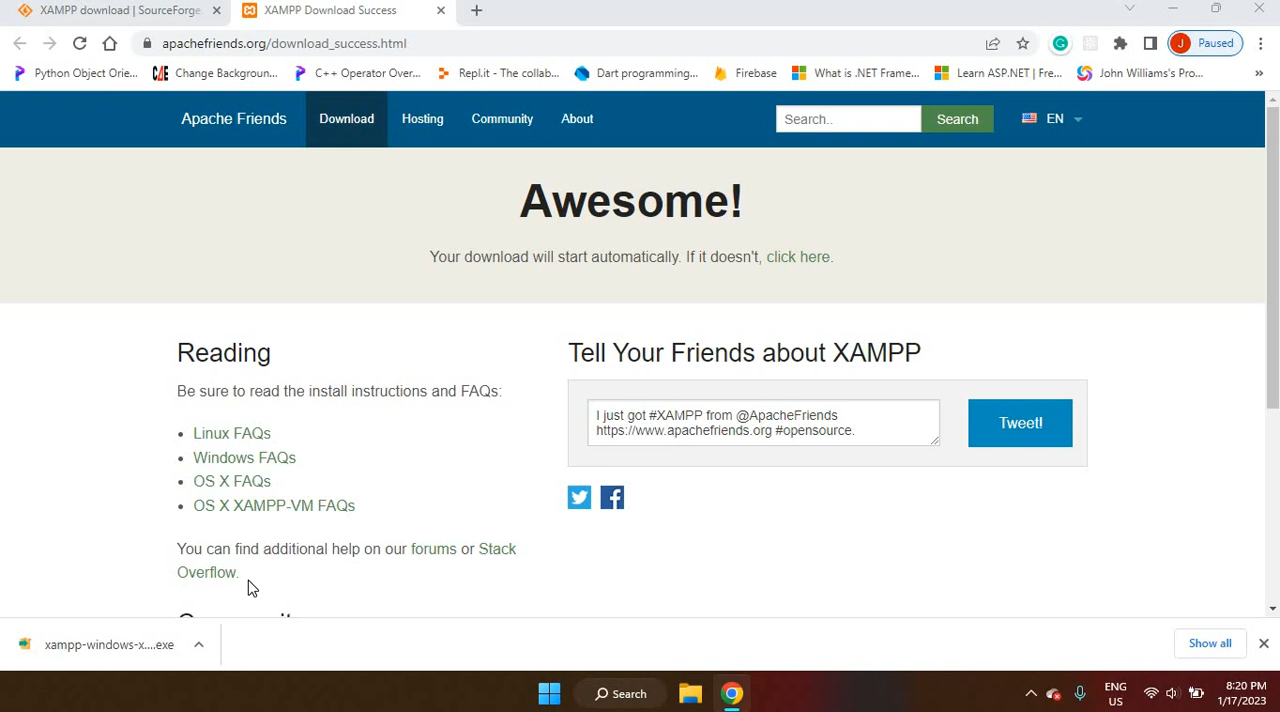 XAMPP download | SourceForge.
XAMPP Download Success
apachefriends.org/download_success.html
J
Paused
Python Object Orie...
Change Backgroun...
C++ Operator Over...
Repl.it - The collab...
Dart programming,...
Firebase
What is .NET Frame...
Learn ASP.NET | Fre...
John Williams's Pro...
»
Apache Friends
Download
Hosting
Community
About
Search..
Search
EN
Awesome!
Your download will start automatically. If it doesn't, click here.
Reading
Be sure to read the install instructions and FAQs:
• Linux FAQs
• Windows FAQs
• OS X FAQs
• OS X XAMPP-VM FAQs
You can find additional help on our forums or Stack
Overflow.
Tell Your Friends about XAMPP
I just got #XAMPP from @ApacheFriends
https://www.apachefriends.org #opensource.
Tweet!
xampp-windows-x....exe
Show all
Search
ENG
US
8:20 PM
1/17/2023